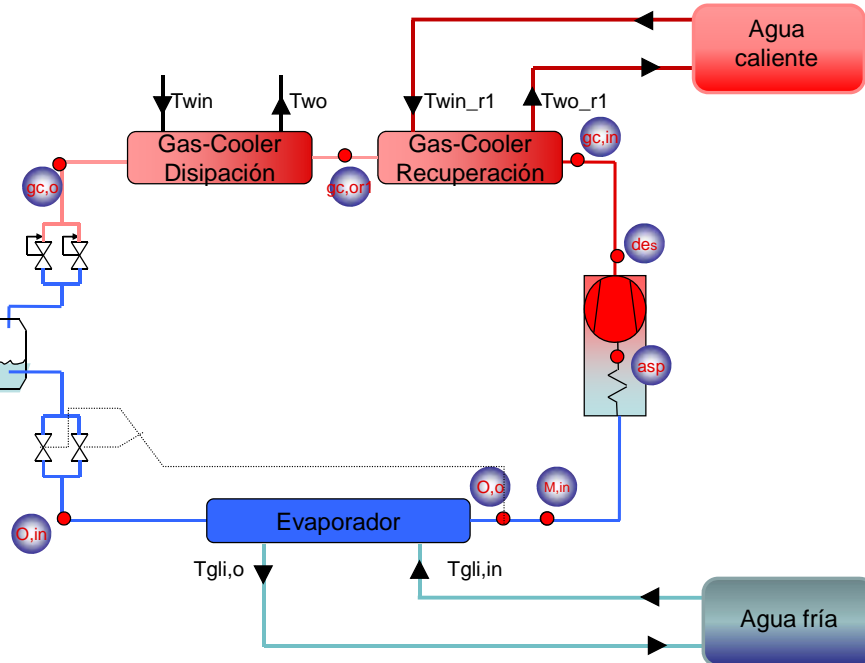 Agua
caliente
Twin
Two
Twin_r1
Two_r1
Gas-Cooler
Disipación
Gas-Cooler
Recuperación
gc,in
gc,o
gc,or1
des
asp
O,o
M,in
O,in
Evaporador
Tgli,o
Tgli,in
Agua fría